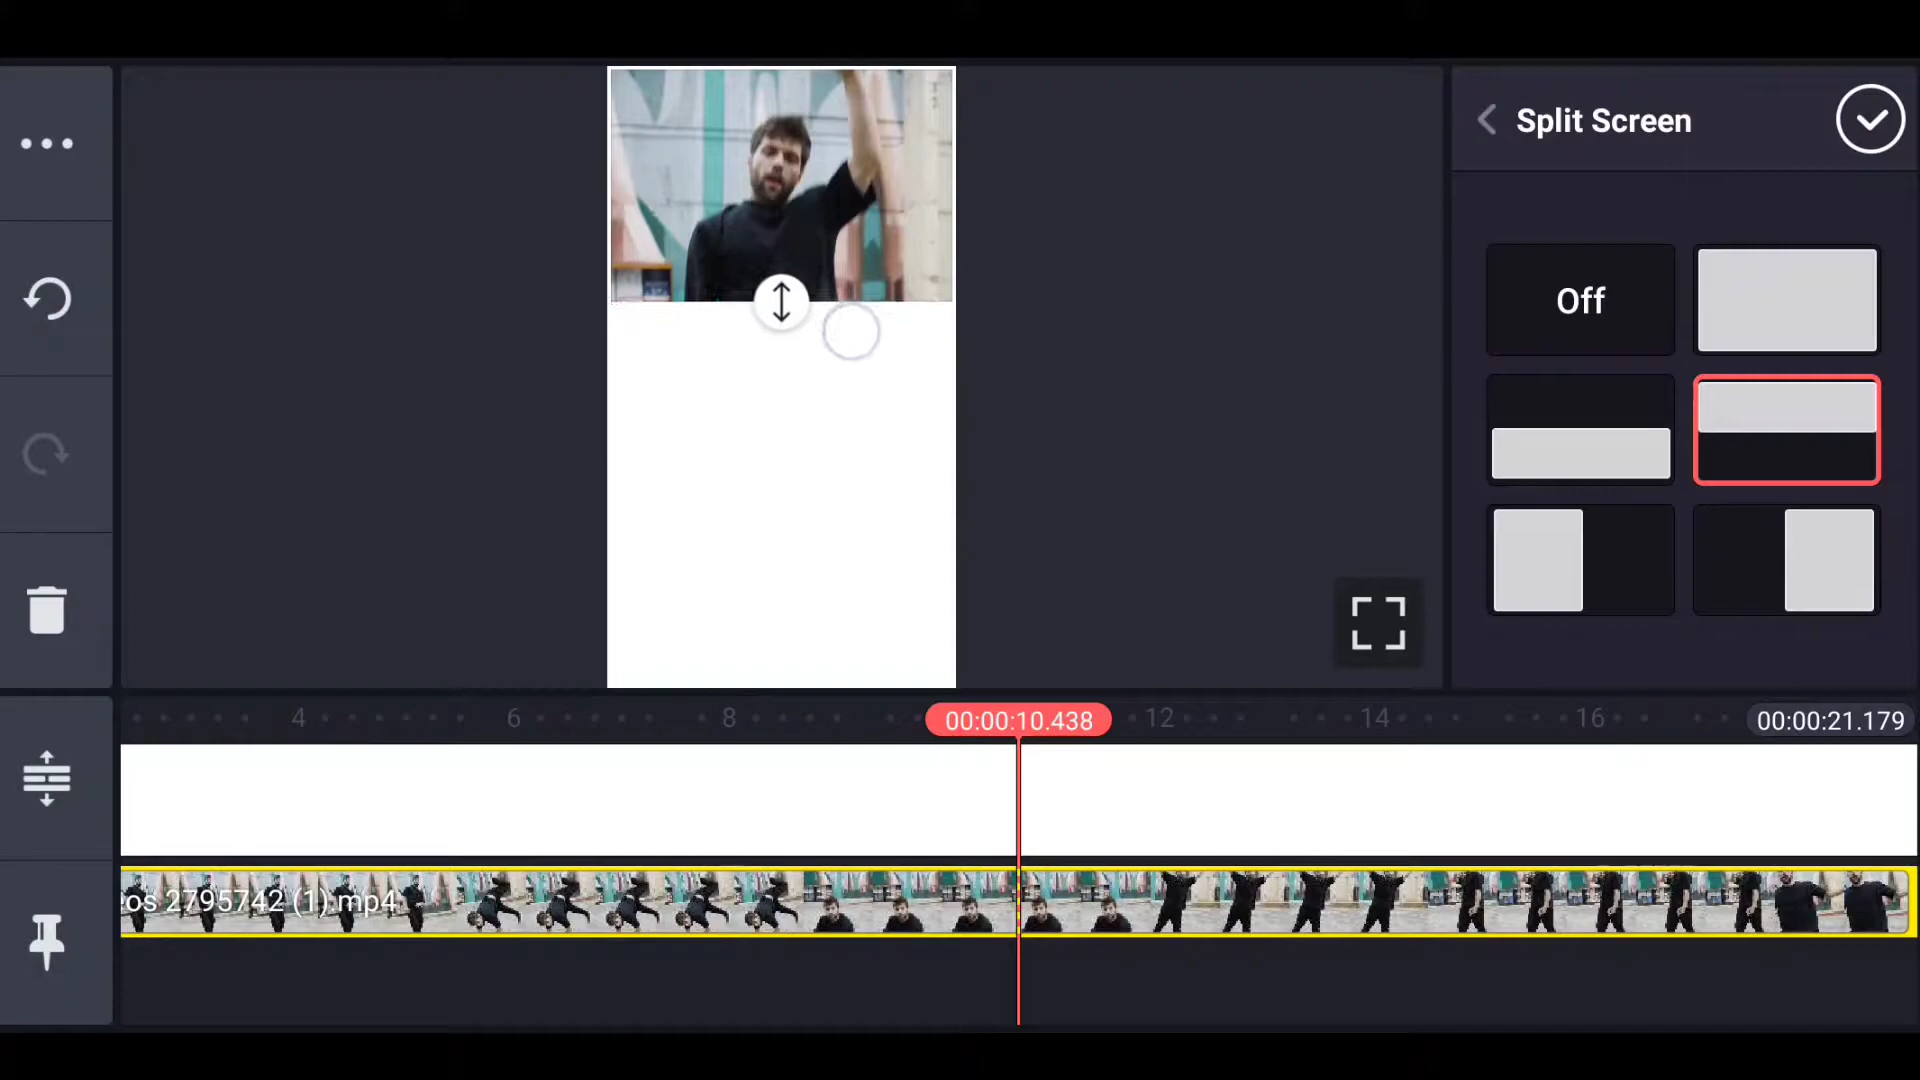 Split Screen
Off
4
6
8
00:00:10.438
12
14
16
00:00:21.179
os 2795742 (1).mp4